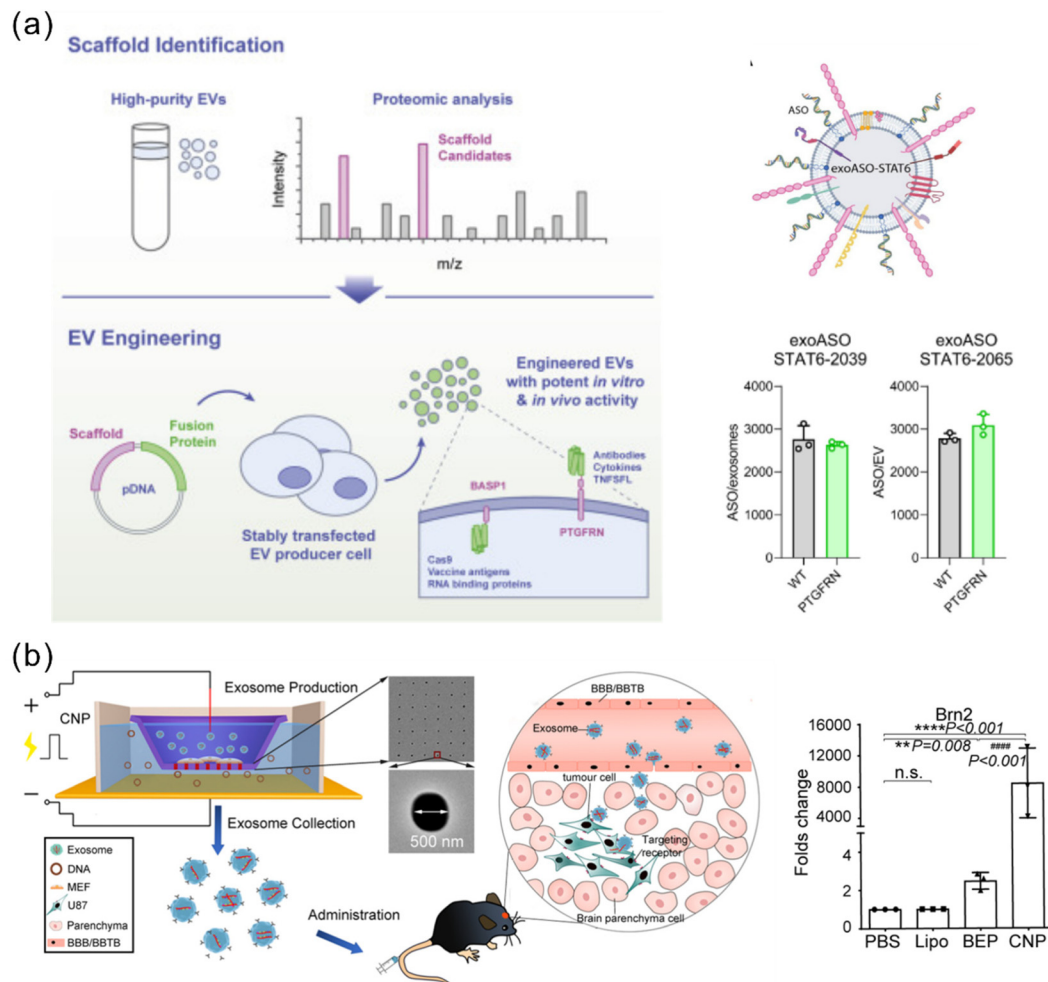 (a)
Scaffold Identification
High-purity EVs
Proteomic analysis
Scaffold
Candidates
Intensity
m/z
EV Engineering
Scaffold
Fusion
Protein
pDNA
Stably transfected
EV producer cell
Engineered EVs
with potent in vitro
& in vivo activity
BASP1
Antibodies
Cytokines
TNFSFL
PTGFRN
Cas9
Vaccine antigens
RNA binding proteins
ASO
exoASO-STAT6
exoASO
STAT6-2039
ASO/exosomes
4000
3000
2000
1000
0
WT
PTGFRN
exoASO
STAT6-2065
ASO/EV
4000
3000
2000
1000
0
WT
PTGFRN
(b)
Exosome Production
+
CNP
−
500 nm
Exosome Collection
Exosome
DNA
MEF
U87
Parenchyma
BBB/BBTB
Administration
BBB/BBTB
Exosome
tumour cell
Targeting
receptor
Brain parenchyma cell
Brn2
Folds change
16000
12000
8000
4000
4
2
0
****P<0.001
**P=0.008
####
P<0.001
n.s.
PBS
Lipo
BEP
CNP